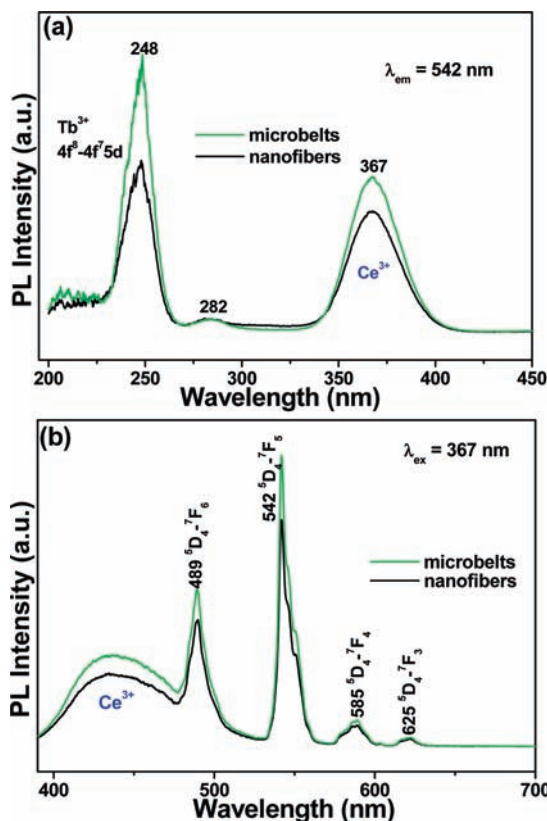 (a)
248
λem = 542 nm
Tb³⁺
4f⁸-4f⁷5d
microbelts
nanofibers
367
Ce³⁺
282
PL Intensity (a.u.)
200 250 300 350 400 450
Wavelength (nm)
(b)
λex = 367 nm
489 ⁵D₄-⁷F₆
542 ⁵D₄-⁷F₅
microbelts
nanofibers
Ce³⁺
585 ⁵D₄-⁷F₄
625 ⁵D₄-⁷F₃
PL Intensity (a.u.)
400 500 600 700
Wavelength (nm)